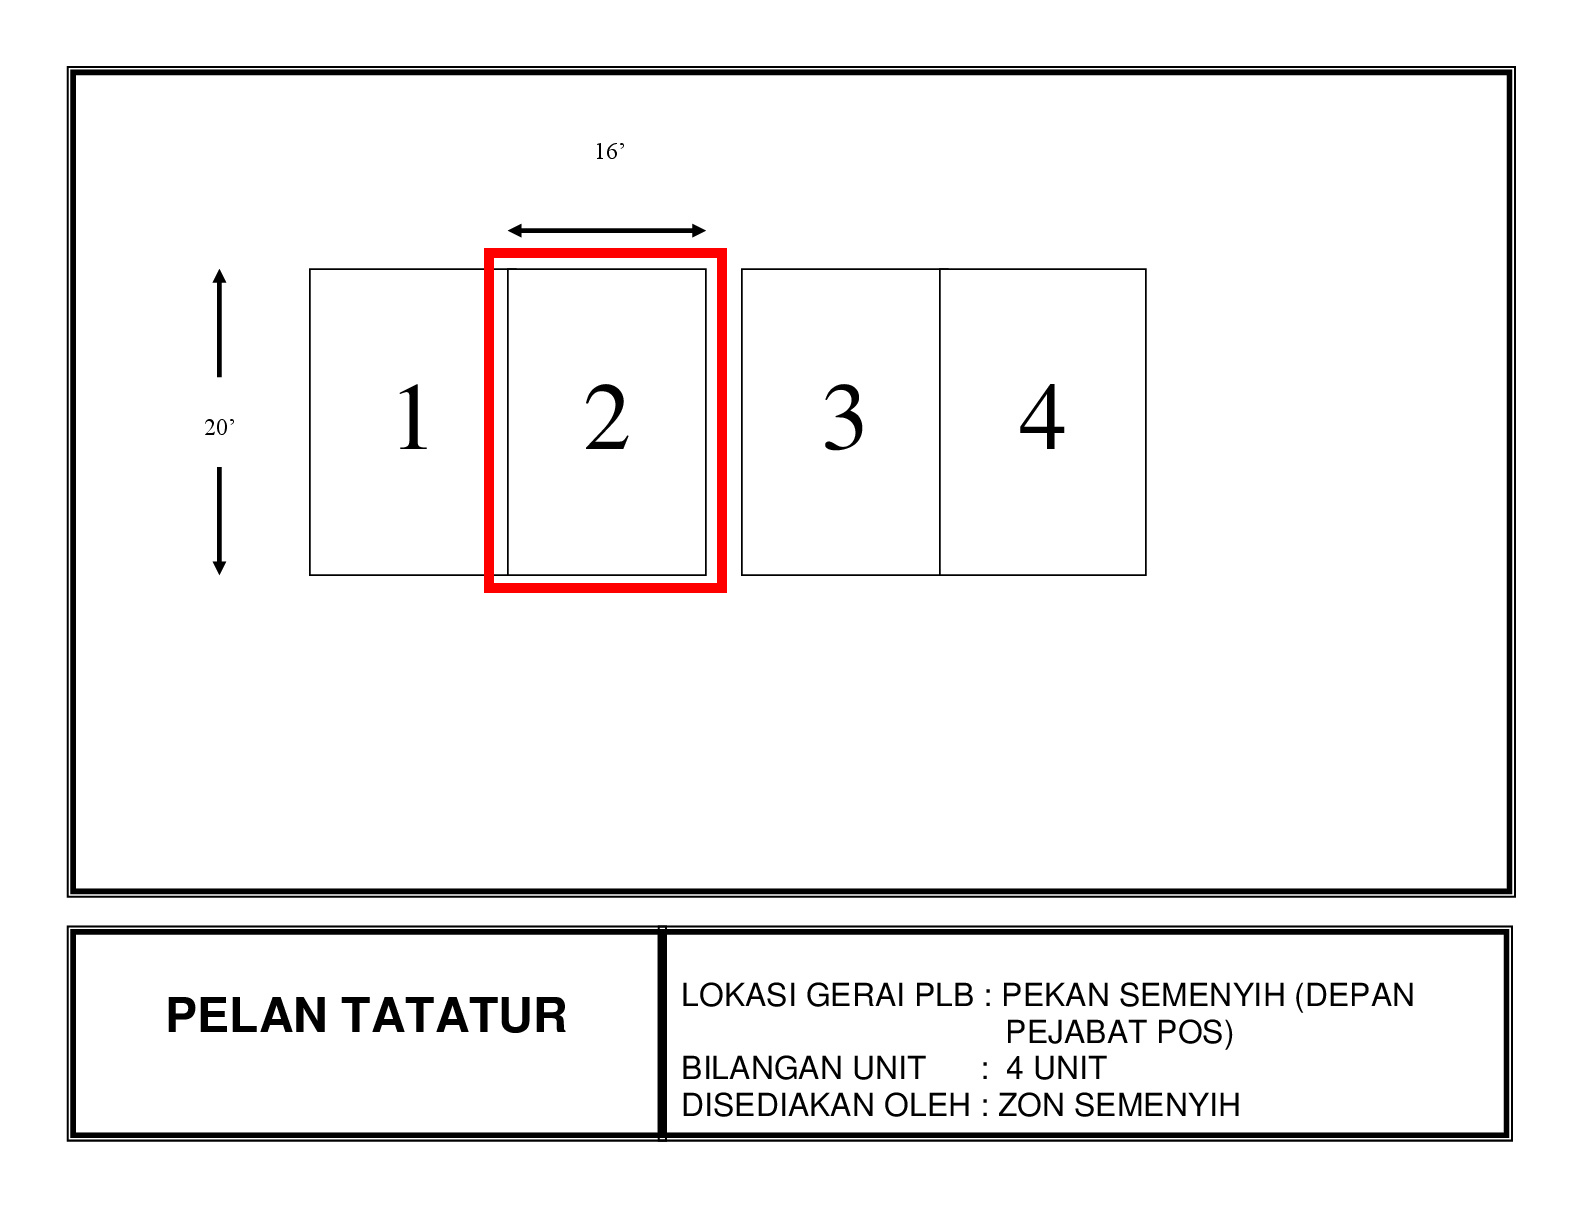 16’
20’
1 2 3 4
PELAN TATATUR
LOKASI GERAI PLB : PEKAN SEMENYIH (DEPAN
PEJABAT POS)
BILANGAN UNIT : 4 UNIT
DISEDIAKAN OLEH : ZON SEMENYIH